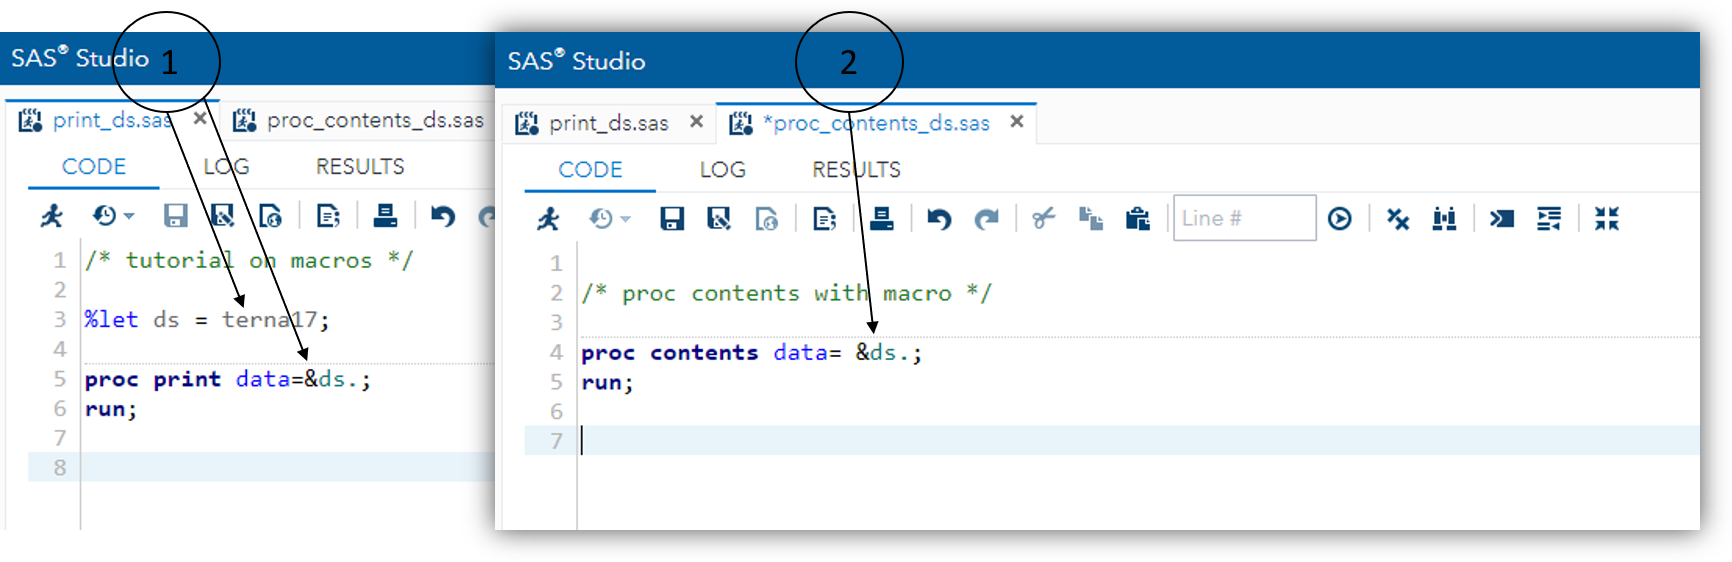 1
SAS® Studio
print_ds.sas × proc_contents_ds.sas
CODE LOG RESULTS
1 /* tutorial on macros */
2
3 %let ds = terna17;
4
5 proc print data=&ds.;
6 run;
7
8
2
SAS® Studio
print_ds.sas × *proc_contents_ds.sas ×
CODE LOG RESULTS
Line #
1
2 /* proc contents with macro */
3
4 proc contents data= &ds.;
5 run;
6
7